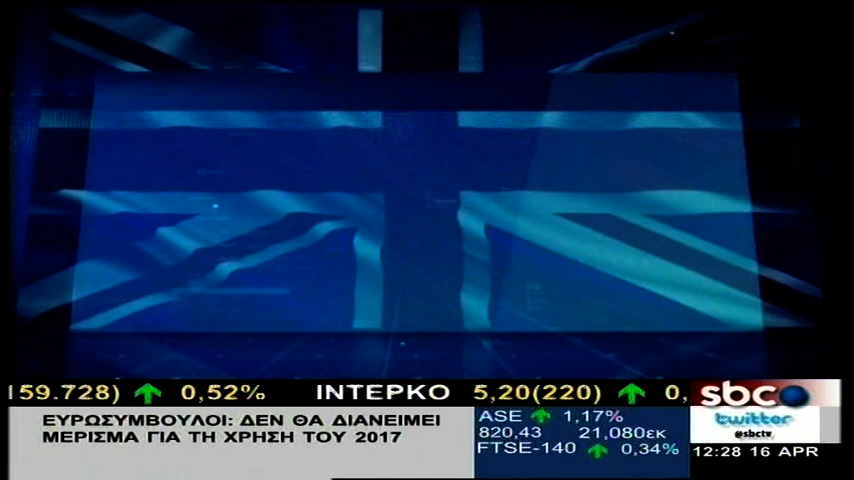 159.728) 0,52% ΙΝΤΕΡΚΟ 5,20(220) 0,
ΕΥΡΩΣΥΜΒΟΥΛΟΙ: ΔΕΝ ΘΑ ΔΙΑΝΕΙΜΕΙ
ΜΕΡΙΣΜΑ ΓΙΑ ΤΗ ΧΡΗΣΗ ΤΟΥ 2017
ASE 1,17%
820,43 21,080εκ
FTSE-140 0,34%
sbc
twitter
@sbctv
12:28 16 APR